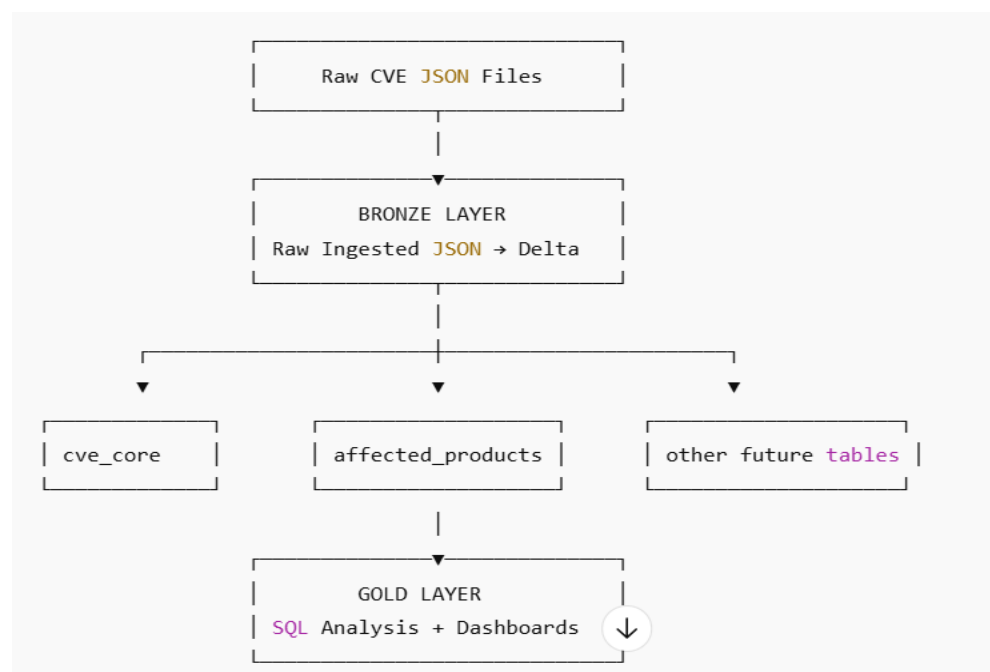 Raw CVE JSON Files
BRONZE LAYER
Raw Ingested JSON → Delta
cve_core
affected_products
other future tables
GOLD LAYER
SQL Analysis + Dashboards